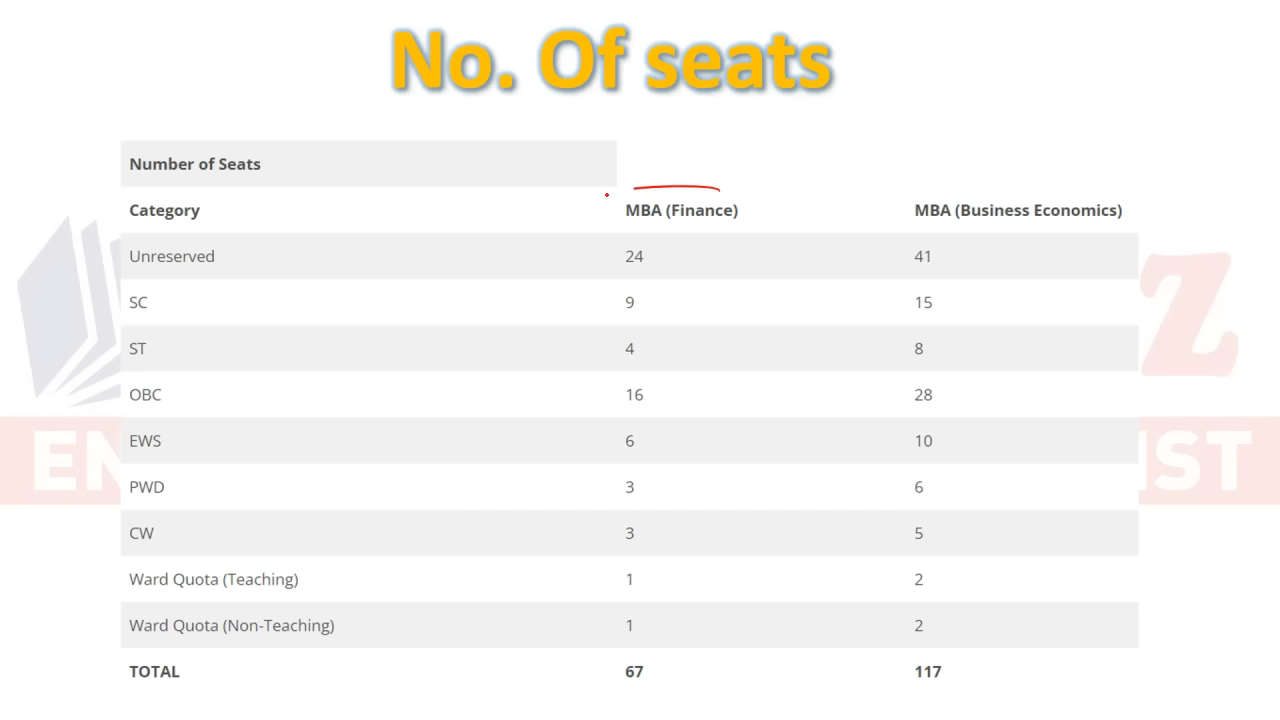 No. Of seats
Number of Seats
Category MBA (Finance) MBA (Business Economics)
Unreserved 24 41
SC 9 15
ST 4 8
OBC 16 28
EWS 6 10
PWD 3 6
CW 3 5
Ward Quota (Teaching) 1 2
Ward Quota (Non-Teaching) 1 2
TOTAL 67 117